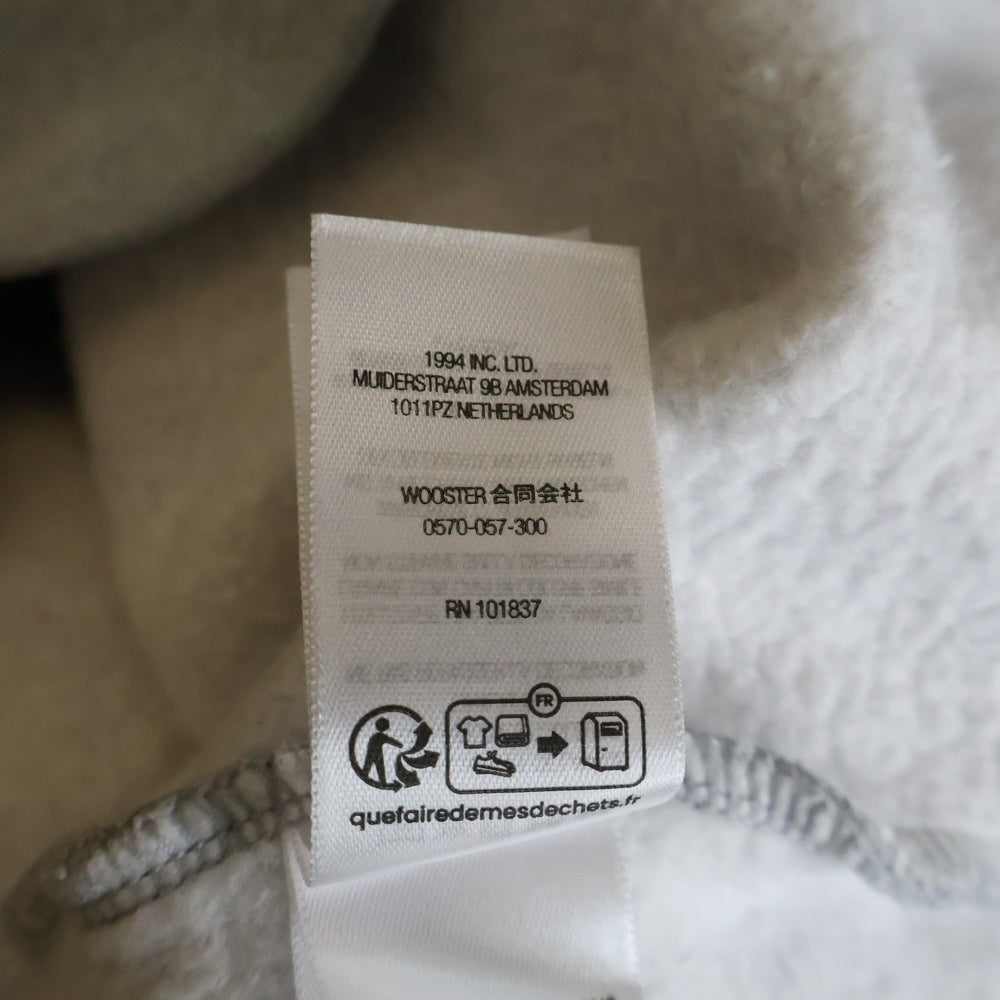 1994 INC. LTD.
MUIDERSTRAAT 9B AMSTERDAM
1011PZ NETHERLANDS
WOOSTER 合同会社
0570-057-300
RN 101837
FR
quefairedemesdechets.fr